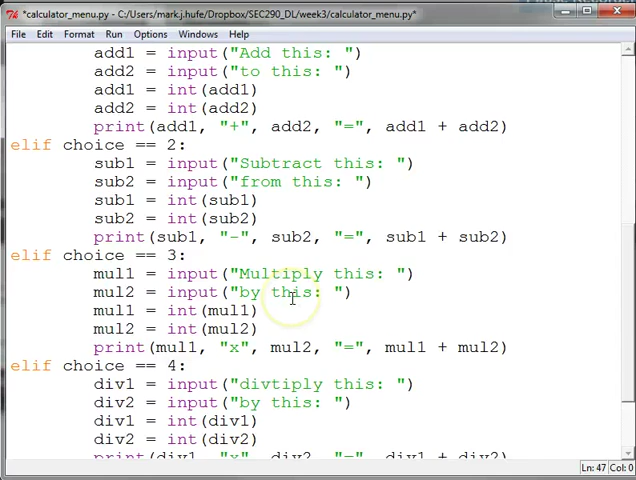 *calculator_menu.py - C:/Users/mark.j.hufe/Dropbox/SEC290_DL/week3/calculator_menu.py*
File Edit Format Run Options Windows Help
add1 = input("Add this: ")
add2 = input("to this: ")
add1 = int(add1)
add2 = int(add2)
print(add1, "+", add2, "=", add1 + add2)
elif choice == 2:
sub1 = input("Subtract this: ")
sub2 = input("from this: ")
sub1 = int(sub1)
sub2 = int(sub2)
print(sub1, "-", sub2, "=", sub1 + sub2)
elif choice == 3:
mul1 = input("Multiply this: ")
mul2 = input("by this: ")
mul1 = int(mul1)
mul2 = int(mul2)
print(mul1, "x", mul2, "=", mul1 + mul2)
elif choice == 4:
div1 = input("divtiply this: ")
div2 = input("by this: ")
div1 = int(div1)
div2 = int(div2)
print(div1, "x", div2, "=", div1 + div2)
Ln: 47 Col: 0